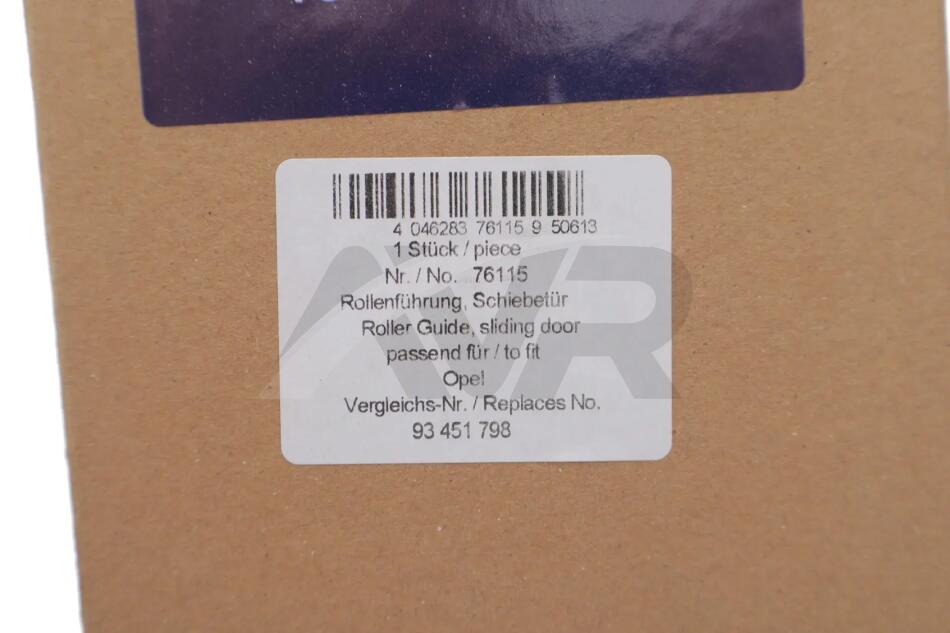 4 046283 76115 9 50613
1 Stück / piece
Nr. / No. 76115
Rollenführung, Schiebetür
Roller Guide, sliding door
passend für / to fit
Opel
Vergleichs-Nr. / Replaces No.
93 451 798
AVR